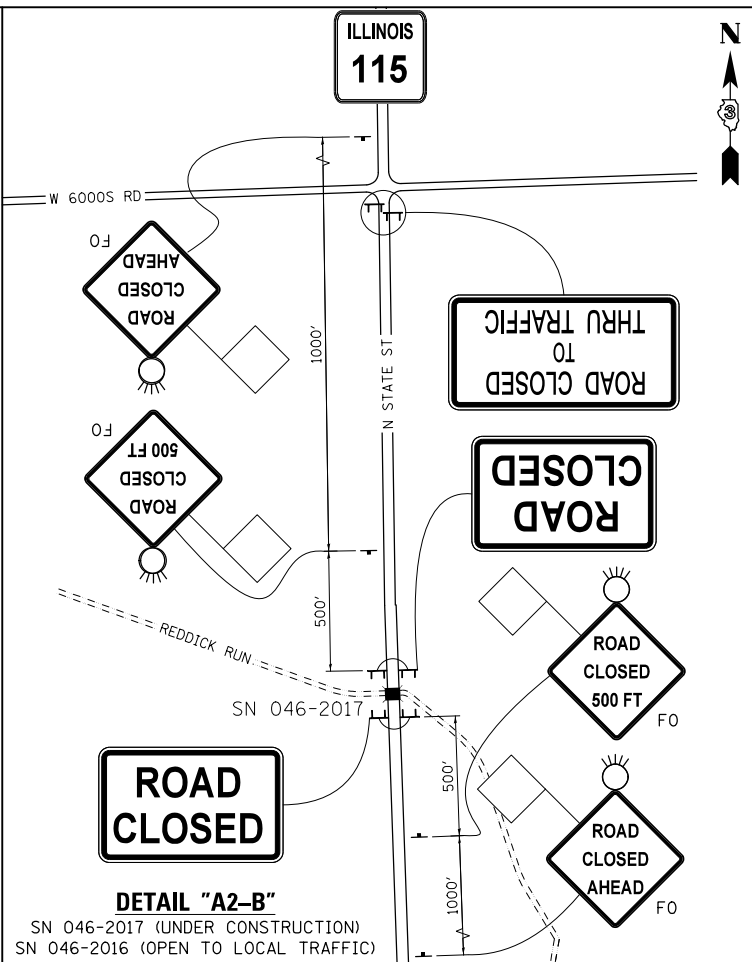 ILLINOIS
115
N
3
W 6000S RD
FO
ROAD
CLOSED
AHEAD
1000'
N STATE ST
ROAD CLOSED
TO
THRU TRAFFIC
FO
ROAD
CLOSED
500 FT
ROAD
CLOSED
500'
REDDICK RUN
SN 046-2017
ROAD
CLOSED
500 FT
FO
ROAD
CLOSED
500'
ROAD
CLOSED
AHEAD
FO
1000'
DETAIL "A2-B"
SN 046-2017 (UNDER CONSTRUCTION)
SN 046-2016 (OPEN TO LOCAL TRAFFIC)